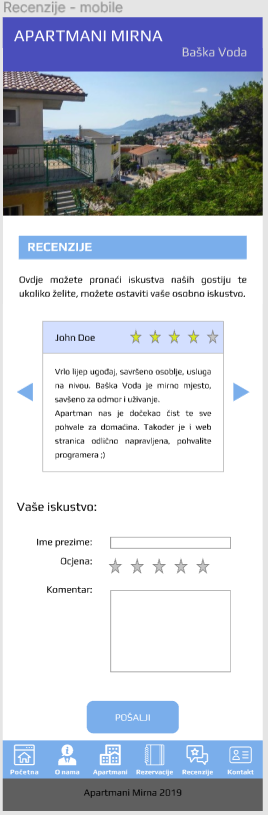 Recenzije - mobile
APARTMANI MIRNA
Baška Voda
RECENZIJE
Ovdje možete pronaći iskustva naših gostiju te
ukoliko želite, možete ostaviti vaše osobno iskustvo.
John Doe
Vrlo lijep ugođaj, savršeno osoblje, usluga
na nivou. Baška Voda je mirno mjesto,
savšeno za odmor i uživanje.
Apartman nas je dočekao čist te sve
pohvale za domaćina. Također je i web
stranica odlično napravljena, pohvalite
programera ;)
Vaše iskustvo:
Ime prezime:
Ocjena:
Komentar:
POŠALJI
Početna O nama Apartmani Rezervacije Recenzije Kontakt
Apartmani Mirna 2019